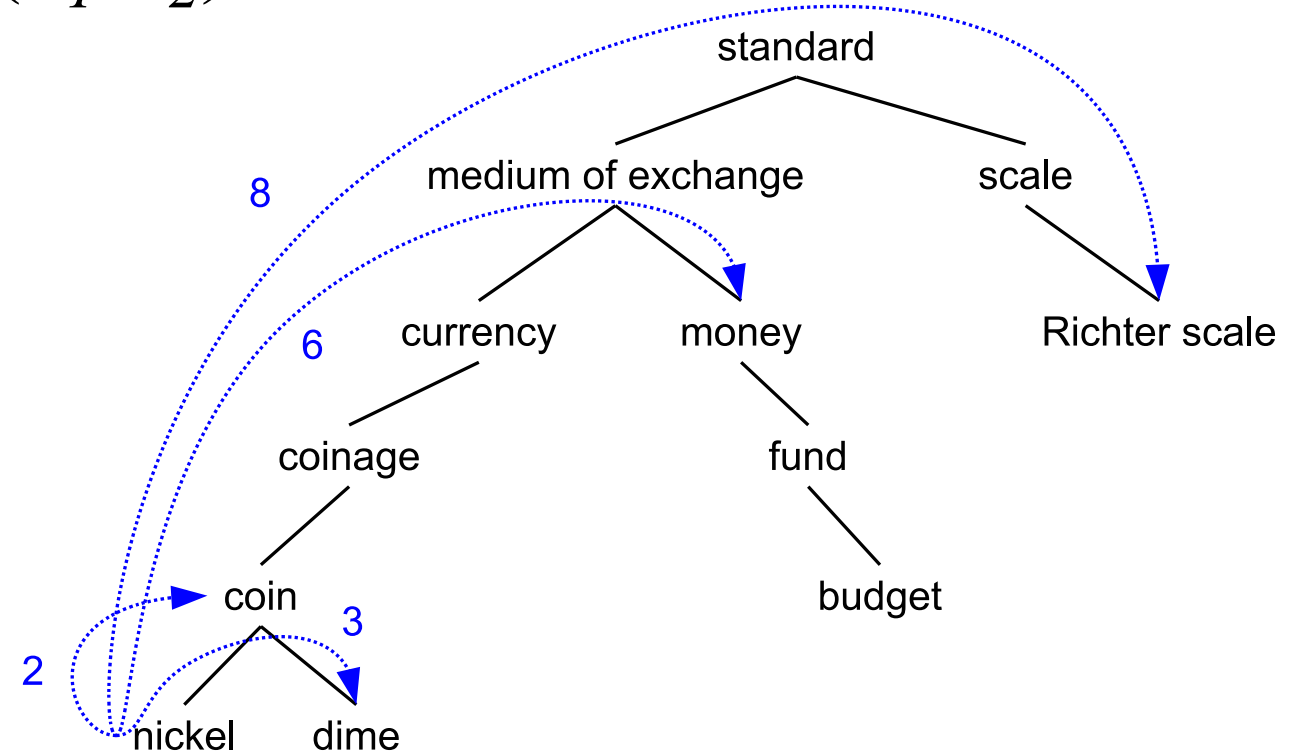 standard
8
medium of exchange scale
6
currency money Richter scale
coinage fund
coin budget
3
2
nickel dime